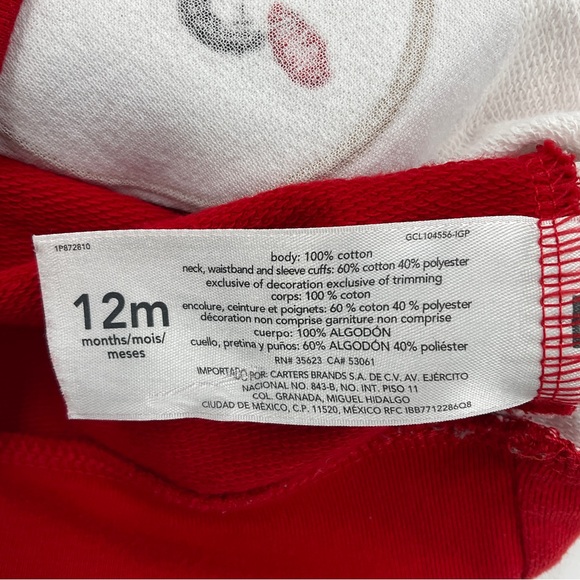 1P872810
GCL104556-IGP
12m
months/mois/
meses
body: 100% cotton
neck, waistband and sleeve cuffs: 60% cotton 40% polyester
exclusive of decoration exclusive of trimming
corps: 100 % coton
encolure, ceinture et poignets: 60 % coton 40 % polyester
décoration non comprise garniture non comprise
cuerpo: 100% ALGODÓN
cuello, pretina y puños: 60% ALGODÓN 40% poliéster
RN# 35623 CA# 53061
IMPORTADO POR: CARTERS BRANDS S.A. DE C.V. AV. EJÉRCITO
NACIONAL NO. 843-B, NO. INT. PISO 11
COL. GRANADA, MIGUEL HIDALGO
CIUDAD DE MÉXICO, C.P. 11520, MÉXICO RFC IBB7712286Q8